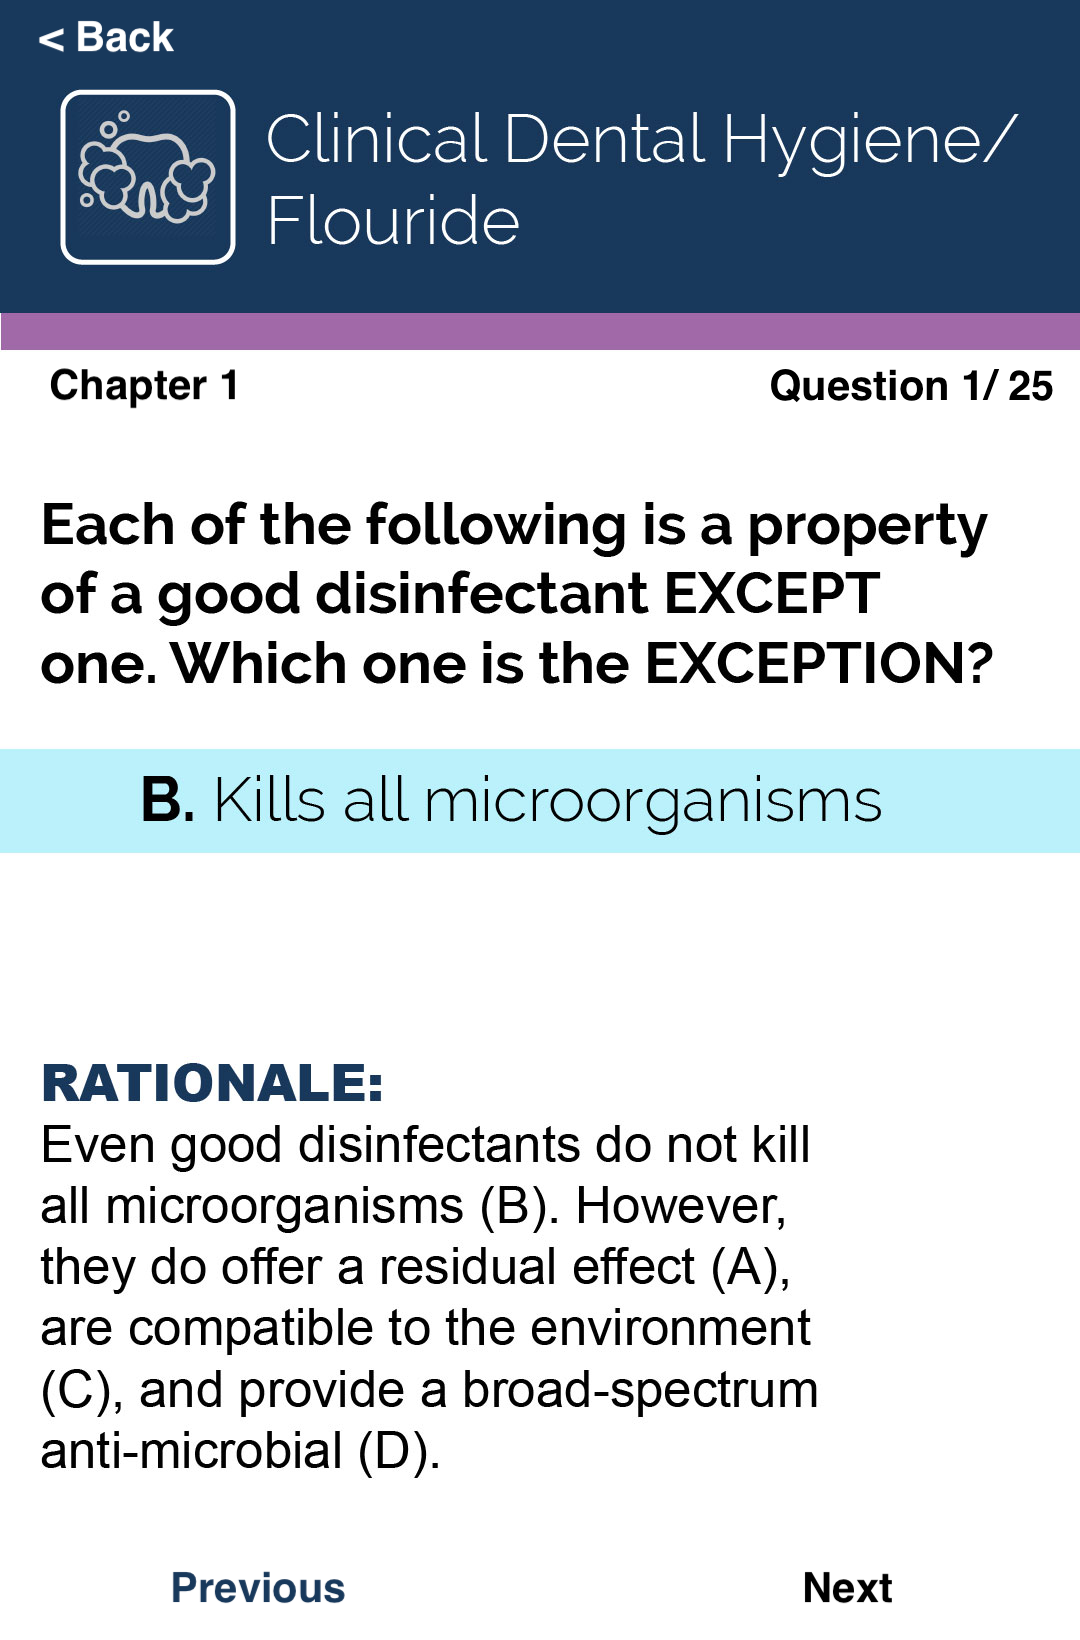 < Back
Clinical Dental Hygiene/
Flouride
Chapter 1
Question 1/ 25
Each of the following is a property
of a good disinfectant EXCEPT
one. Which one is the EXCEPTION?
B. Kills all microorganisms
RATIONALE:
Even good disinfectants do not kill
all microorganisms (B). However,
they do offer a residual effect (A),
are compatible to the environment
(C), and provide a broad-spectrum
anti-microbial (D).
Previous
Next